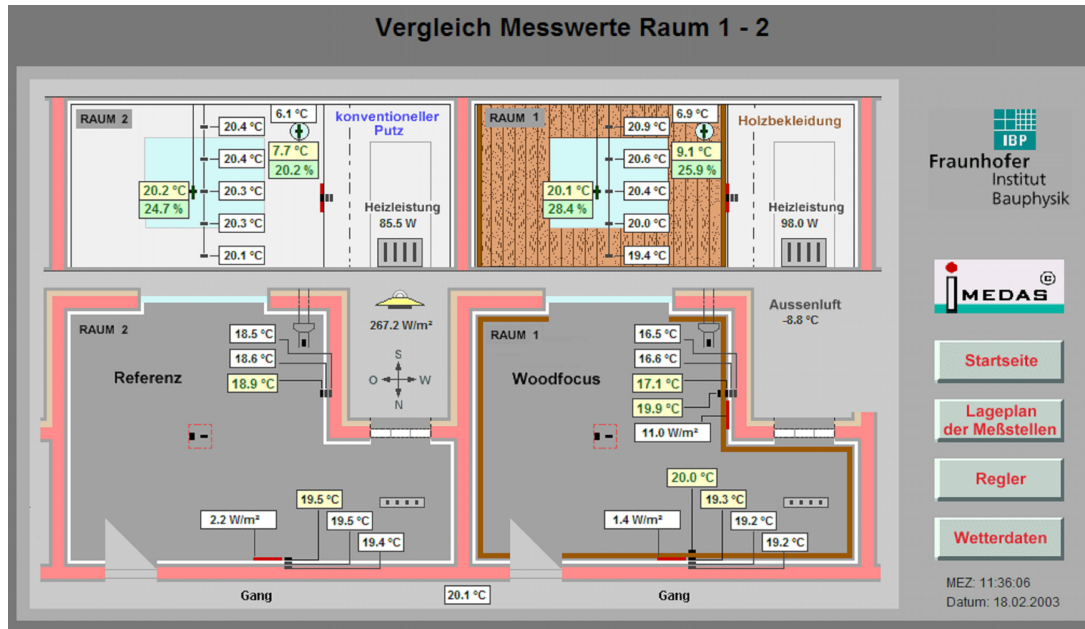 Vergleich Messwerte Raum 1 - 2
RAUM 2
20.4 °C
20.4 °C
20.3 °C
20.3 °C
20.1 °C
6.1 °C
7.7 °C
20.2 %
20.2 °C
24.7 %
konventioneller
Putz
Heizleistung
85.5 W
RAUM 1
20.9 °C
20.6 °C
20.4 °C
20.0 °C
19.4 °C
6.9 °C
9.1 °C
25.9 %
20.1 °C
28.4 %
Holzbekleidung
Heizleistung
98.0 W
RAUM 2
Referenz
18.5 °C
18.6 °C
18.9 °C
2.2 W/m²
19.5 °C
19.5 °C
19.4 °C
267.2 W/m²
S
O W
N
RAUM 1
Woodfocus
16.5 °C
16.6 °C
17.1 °C
19.9 °C
11.0 W/m²
20.0 °C
1.4 W/m²
19.3 °C
19.2 °C
19.2 °C
Aussenluft
-8.8 °C
Gang
20.1 °C
Gang
IBP
Fraunhofer
Institut
Bauphysik
iMEDAS ©
Startseite
Lageplan
der Meßstellen
Regler
Wetterdaten
MEZ: 11:36:06
Datum: 18.02.2003